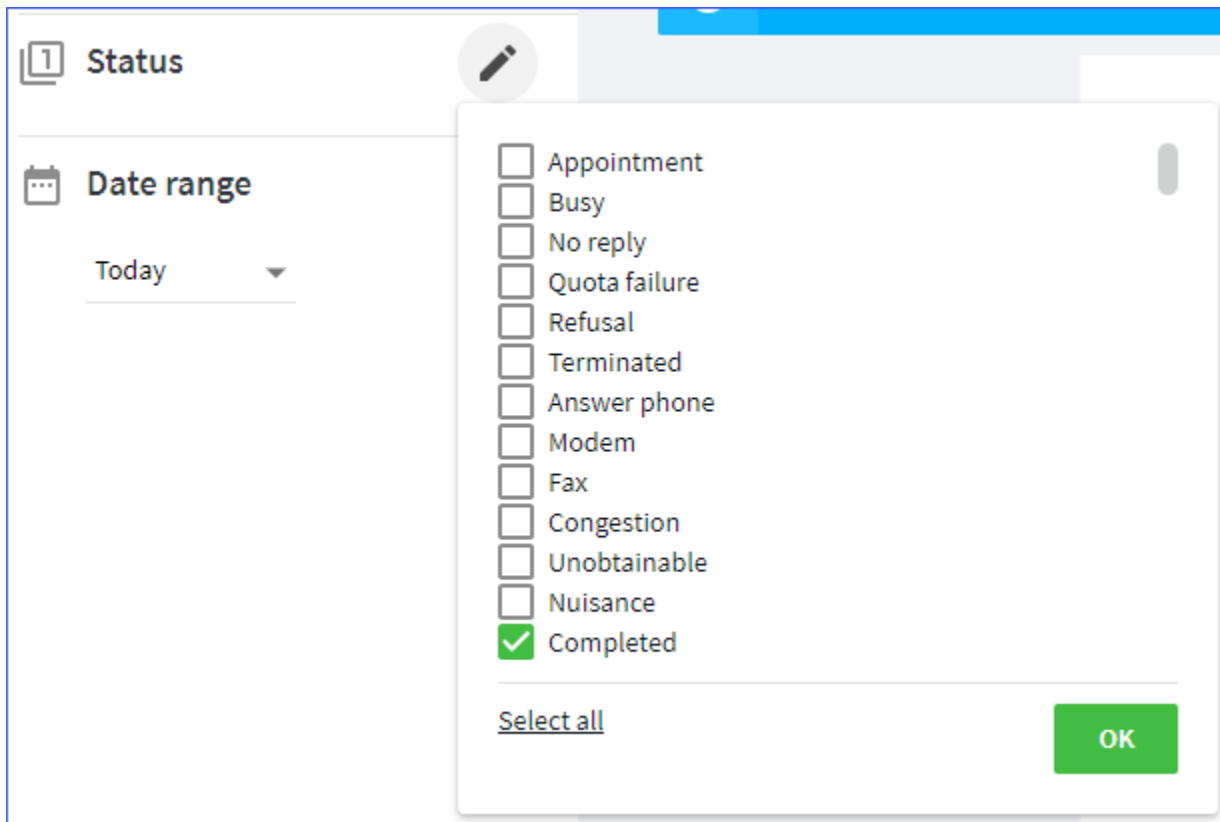 1
Status
Date range
Today
Appointment
Busy
No reply
Quota failure
Refusal
Terminated
Answer phone
Modem
Fax
Congestion
Unobtainable
Nuisance
Completed
Select all
OK